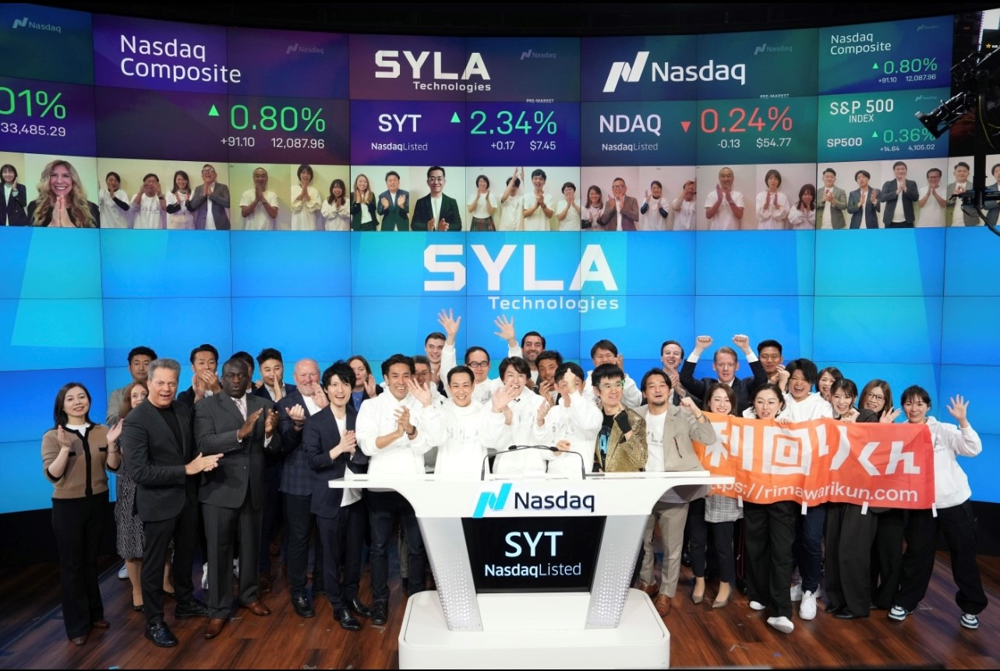 Nasdaq
Nasdaq
Composite
Nasdaq
SYLA
Technologies
Nasdaq
Nasdaq
Nasdaq
Nasdaq
Composite
Nasdaq
▲ 0.80%
+91.10 12,087.96
01%
33,485.29
▲ 0.80%
+91.10 12,087.96
SYT
NasdaqListed
PRE-MARKET
▲ 2.34%
+0.17 $7.45
NDAQ
NasdaqListed
PRE-MARKET
▼ 0.24%
-0.13 $54.77
S&P 500
INDEX
Nasdaq
SP500
▲ 0.36%
+14.64 4,105.02
SYLA
Technologies
利回りくん
ttps://rimawarikun.com
Nasdaq
SYT
NasdaqListed